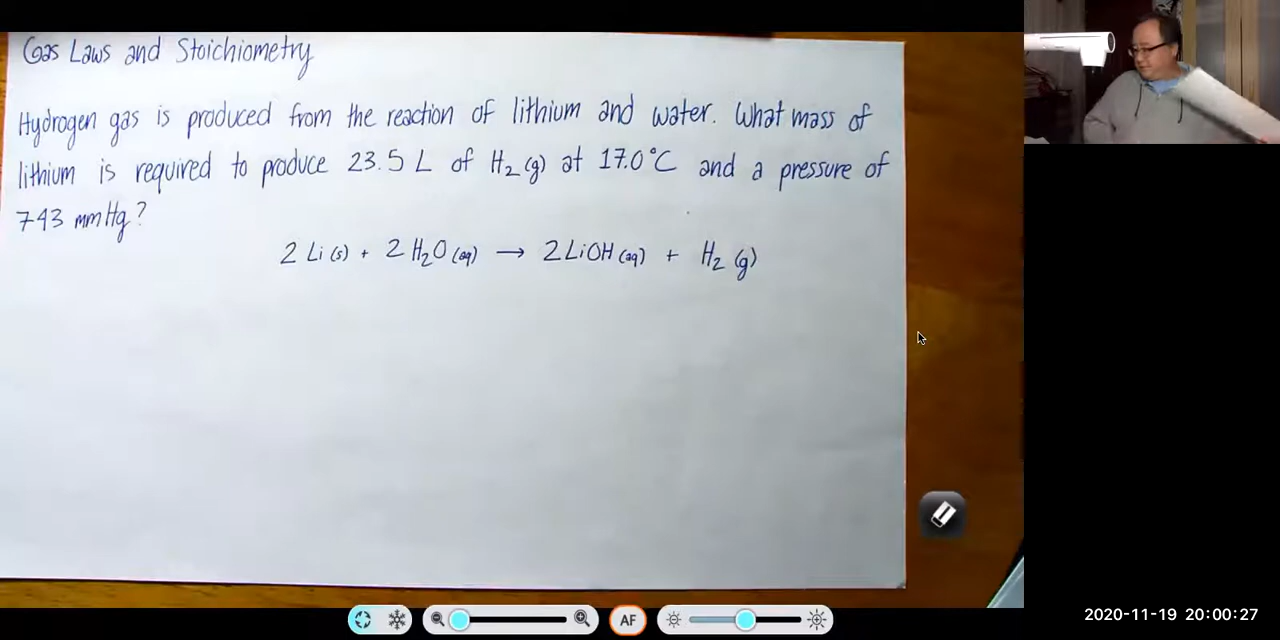 Gas Laws and Stoichiometry
Hydrogen gas is produced from the reaction of lithium and water. What mass of
lithium is required to produce 23.5 L of H₂(g) at 17.0°C and a pressure of
743 mmHg?
2 Li(s) + 2 H₂O(aq) → 2 LiOH(aq) + H₂(g)
AF
2020-11-19 20:00:27